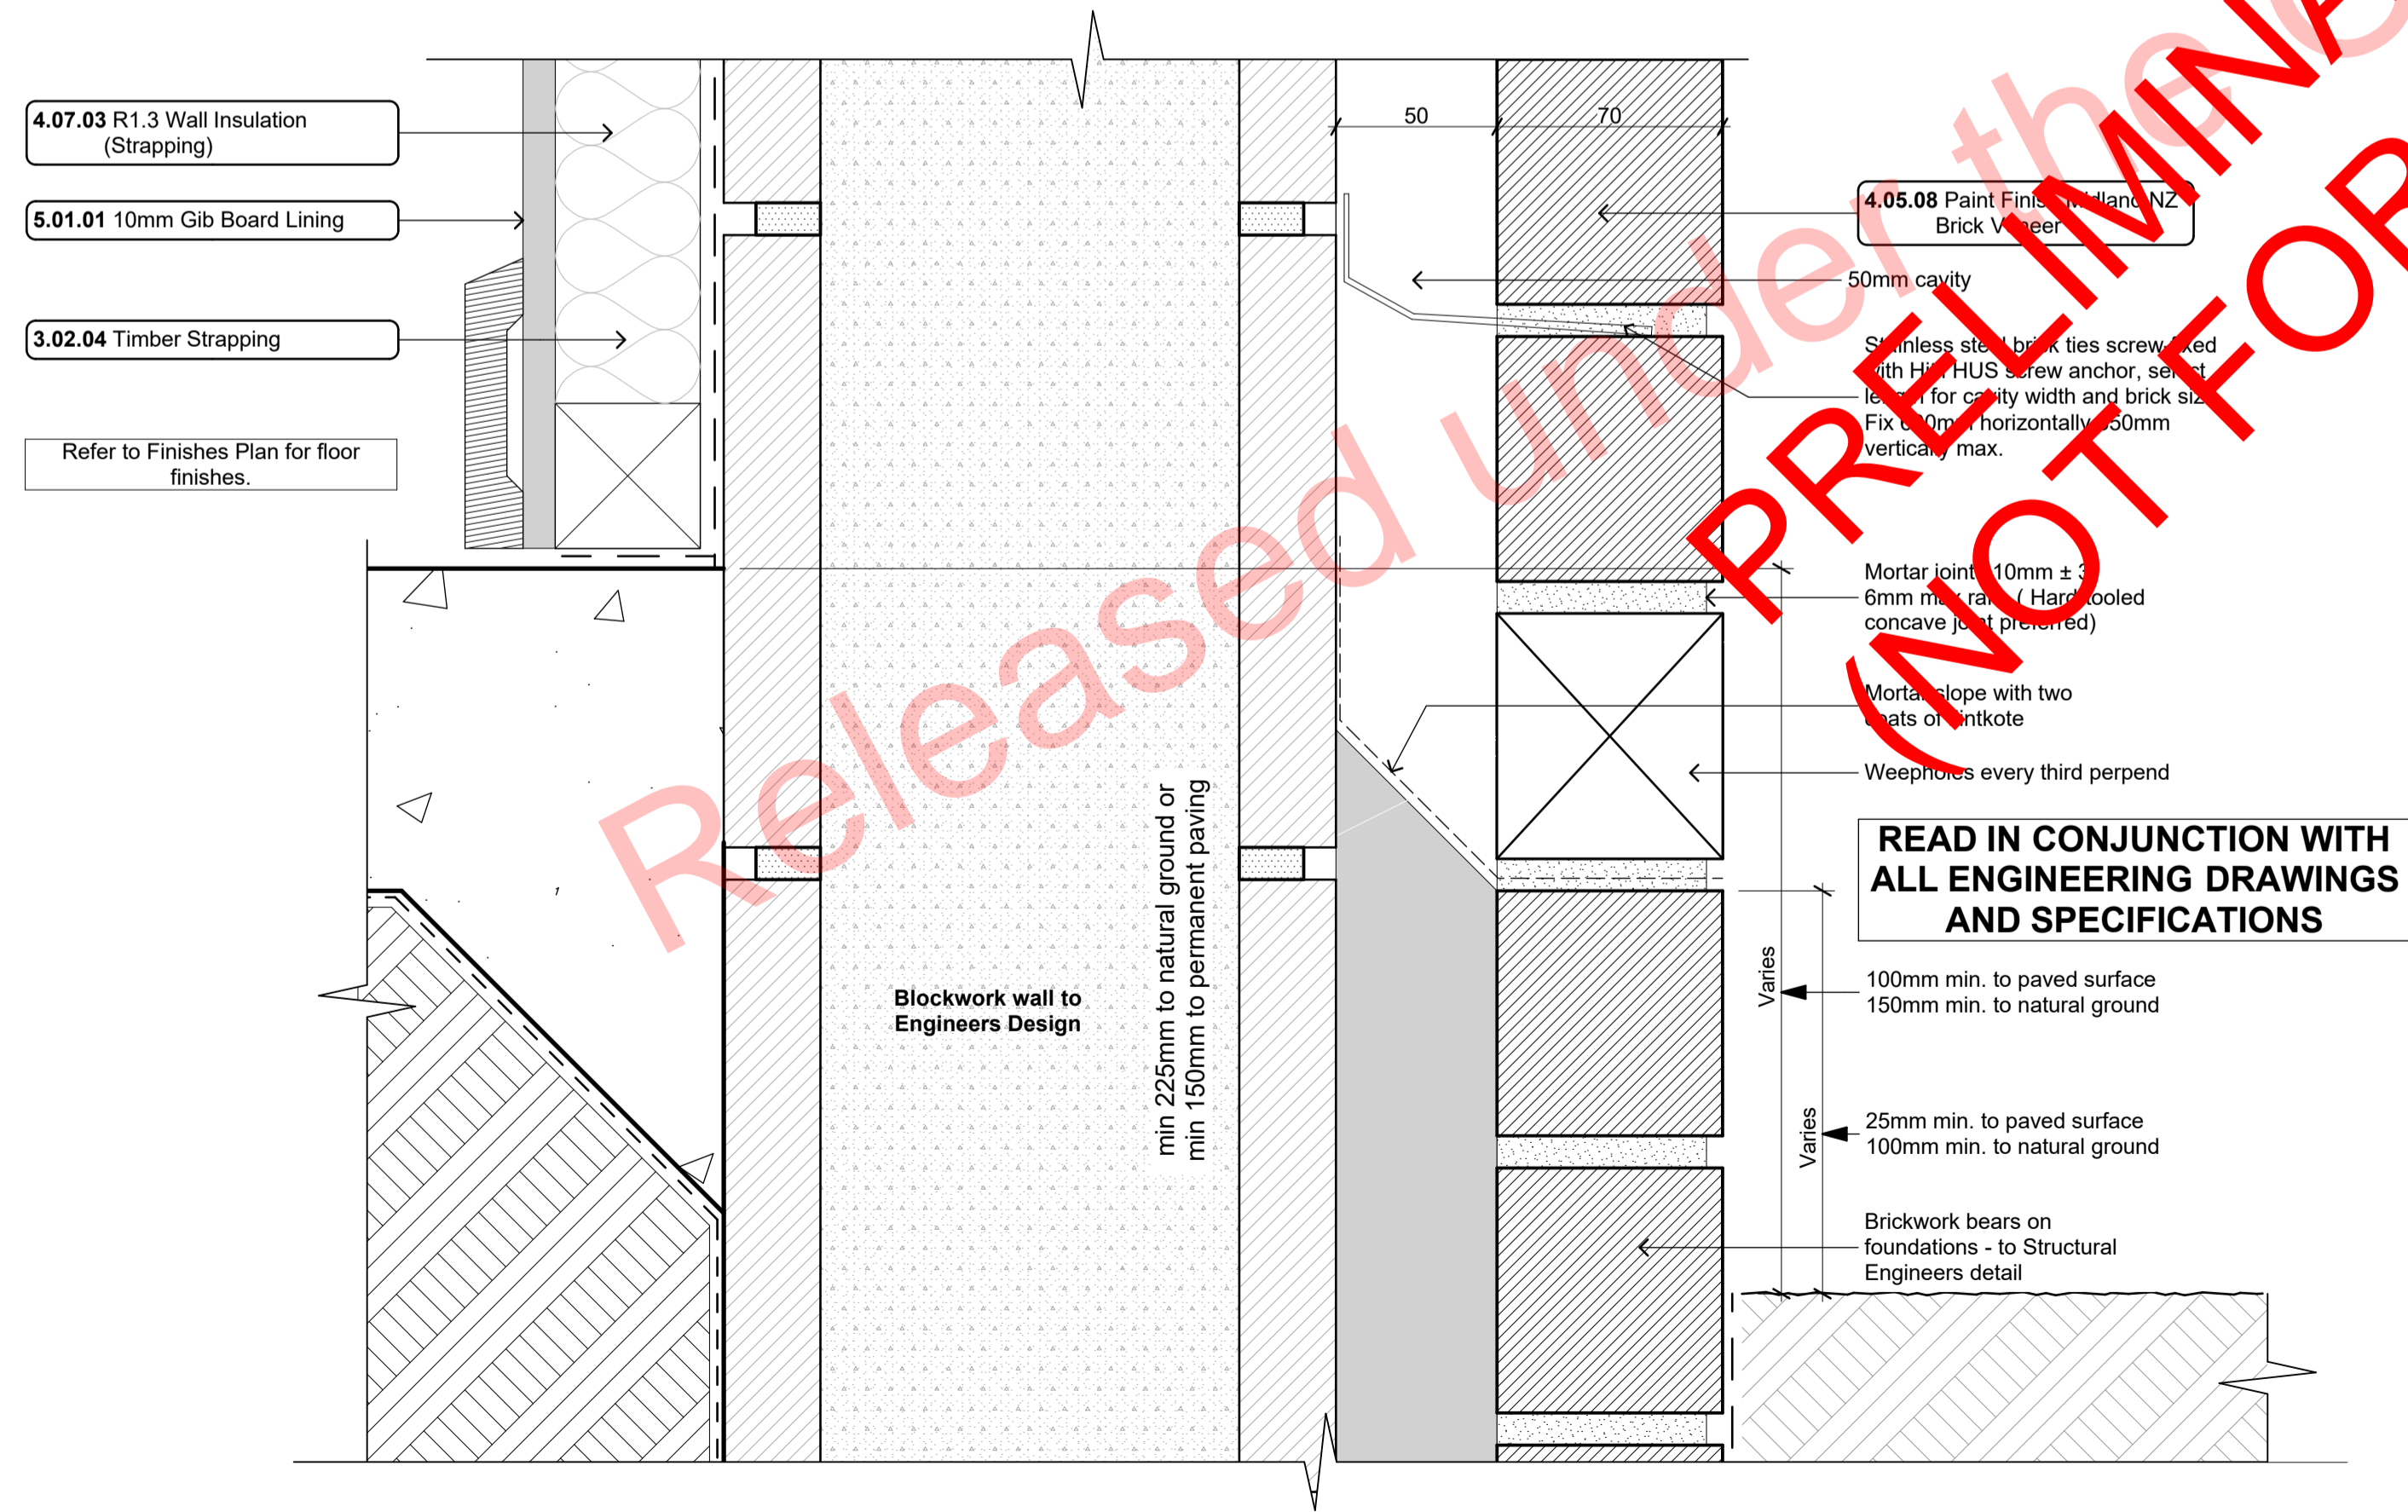 4.07.03 R1.3 Wall Insulation
(Strapping)
5.01.01 10mm Gib Board Lining
3.02.04 Timber Strapping
Refer to Finishes Plan for floor
finishes.
50
70
4.05.08 Paint Finish Midland NZ
Brick Veneer
50mm cavity
Stainless steel brick ties screw fixed
with Hilti HUS screw anchor, select
length for cavity width and brick size
Fix horizontally
vertically max.
Mortar joint 10mm ± 3
6mm max ( Hard tooled
concave joint preferred)
Mortar slope with two
coats of flintkote
Weepholes every third perpend
READ IN CONJUNCTION WITH
ALL ENGINEERING DRAWINGS
AND SPECIFICATIONS
Varies
100mm min. to paved surface
150mm min. to natural ground
Varies
25mm min. to paved surface
100mm min. to natural ground
Brickwork bears on
foundations - to Structural
Engineers detail
Blockwork wall to
Engineers Design
min 225mm to natural ground or
min 150mm to permanent paving
Released under the
(NOT FOR